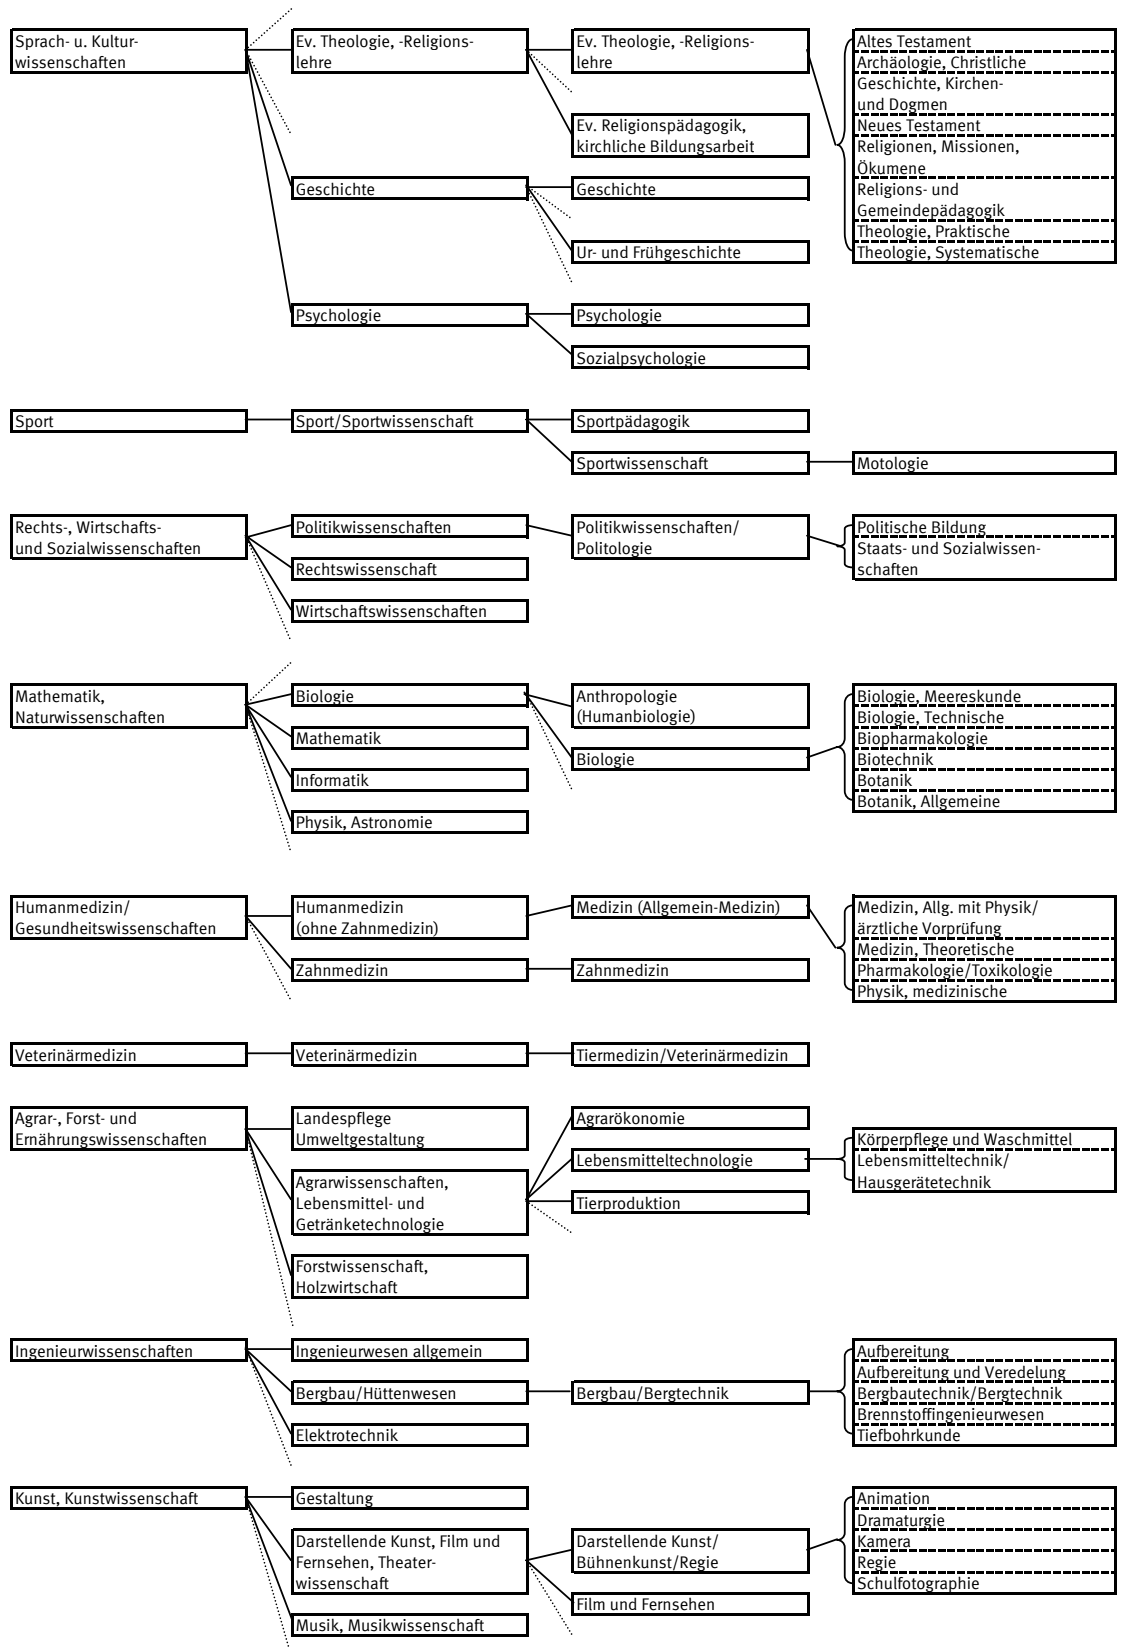 Sprach- u. Kultur-
wissenschaften
Ev. Theologie, -Religions-
lehre
Ev. Theologie, -Religions-
lehre
Altes Testament
Archäologie, Christliche
Geschichte, Kirchen-
und Dogmen
Neues Testament
Religionen, Missionen,
Ökumene
Religions- und
Gemeindepädagogik
Theologie, Praktische
Theologie, Systematische
Ev. Religionspädagogik,
kirchliche Bildungsarbeit
Geschichte
Geschichte
Ur- und Frühgeschichte
Psychologie
Psychologie
Sozialpsychologie
Sport
Sport/Sportwissenschaft
Sportpädagogik
Sportwissenschaft
Motologie
Rechts-, Wirtschafts-
und Sozialwissenschaften
Politikwissenschaften
Politikwissenschaften/
Politologie
Politische Bildung
Staats- und Sozialwissen-
schaften
Rechtswissenschaft
Wirtschaftswissenschaften
Mathematik,
Naturwissenschaften
Biologie
Anthropologie
(Humanbiologie)
Biologie, Meereskunde
Biologie, Technische
Biopharmakologie
Biotechnik
Botanik
Botanik, Allgemeine
Mathematik
Biologie
Informatik
Physik, Astronomie
Humanmedizin/
Gesundheitswissenschaften
Humanmedizin
(ohne Zahnmedizin)
Medizin (Allgemein-Medizin)
Medizin, Allg. mit Physik/
ärztliche Vorprüfung
Medizin, Theoretische
Pharmakologie/Toxikologie
Physik, medizinische
Zahnmedizin
Zahnmedizin
Veterinärmedizin
Veterinärmedizin
Tiermedizin/Veterinärmedizin
Agrar-, Forst- und
Ernährungswissenschaften
Landespflege
Umweltgestaltung
Agrarökonomie
Lebensmitteltechnologie
Körperpflege und Waschmittel
Lebensmitteltechnik/
Hausgerätetechnik
Agrarwissenschaften,
Lebensmittel- und
Getränketechnologie
Tierproduktion
Forstwissenschaft,
Holzwirtschaft
Ingenieurwissenschaften
Ingenieurwesen allgemein
Bergbau/Hüttenwesen
Bergbau/Bergtechnik
Aufbereitung
Aufbereitung und Veredelung
Bergbautechnik/Bergtechnik
Brennstoffingenieurwesen
Tiefbohrkunde
Elektrotechnik
Kunst, Kunstwissenschaft
Gestaltung
Darstellende Kunst, Film und
Fernsehen, Theater-
wissenschaft
Darstellende Kunst/
Bühnenkunst/Regie
Animation
Dramaturgie
Kamera
Regie
Schulfotographie
Film und Fernsehen
Musik, Musikwissenschaft